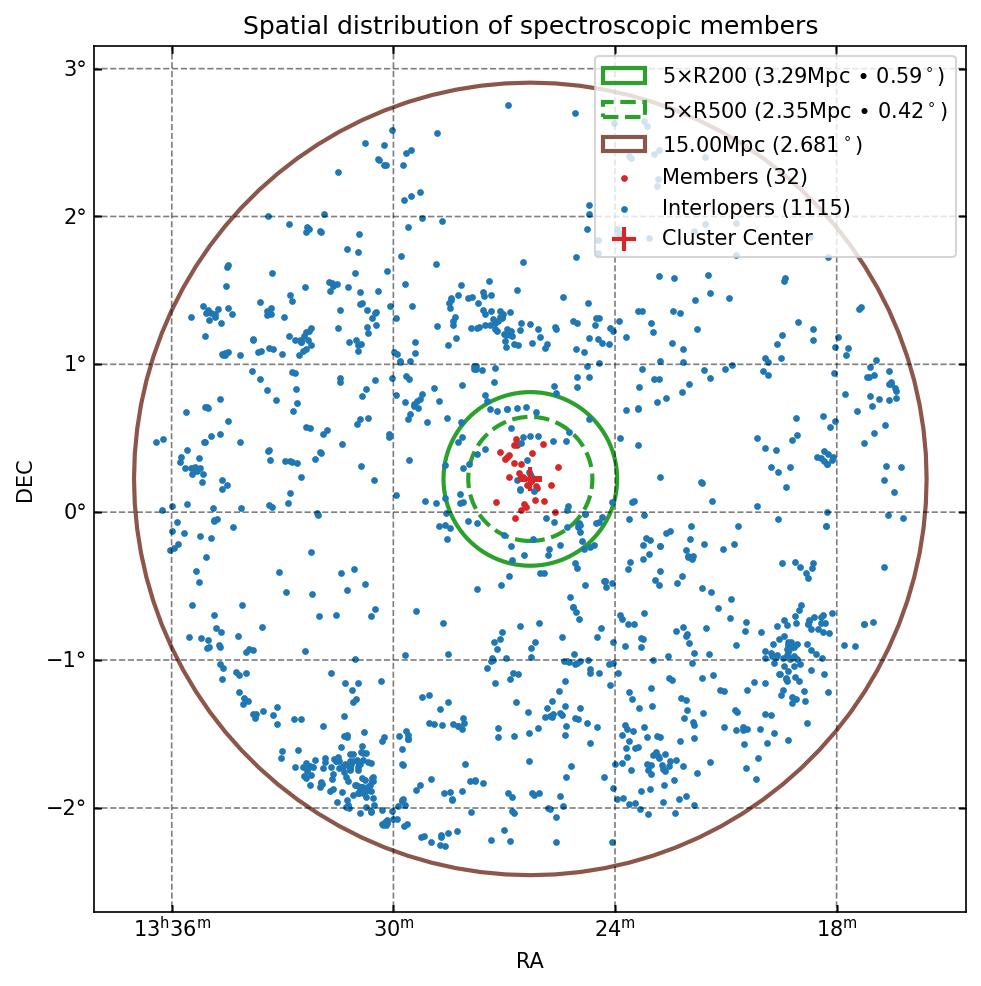 Spatial distribution of spectroscopic members
5×R200 (3.29Mpc • 0.59°)
5×R500 (2.35Mpc • 0.42°)
15.00Mpc (2.681°)
Members (32)
Interlopers (1115)
Cluster Center
3°
2°
1°
0°
−1°
−2°
DEC
13ʰ36ᵐ 30ᵐ 24ᵐ 18ᵐ
RA